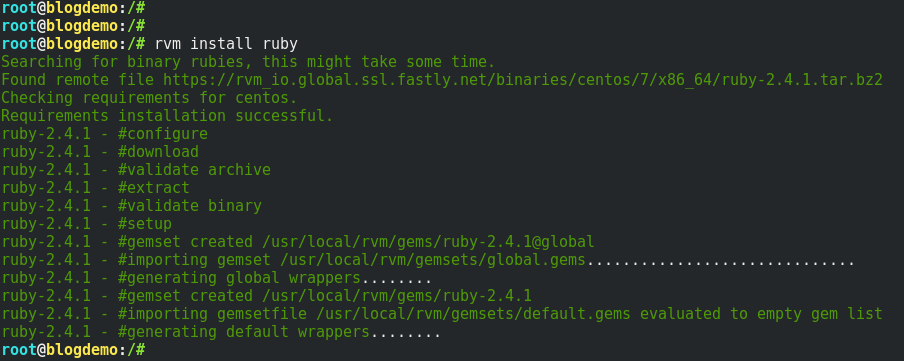 root@blogdemo:/#
root@blogdemo:/#
root@blogdemo:/# rvm install ruby
Searching for binary rubies, this might take some time.
Found remote file https://rvm_io.global.ssl.fastly.net/binaries/centos/7/x86_64/ruby-2.4.1.tar.bz2
Checking requirements for centos.
Requirements installation successful.
ruby-2.4.1 - #configure
ruby-2.4.1 - #download
ruby-2.4.1 - #validate archive
ruby-2.4.1 - #extract
ruby-2.4.1 - #validate binary
ruby-2.4.1 - #setup
ruby-2.4.1 - #gemset created /usr/local/rvm/gems/ruby-2.4.1@global
ruby-2.4.1 - #importing gemset /usr/local/rvm/gemsets/global.gems..............................
ruby-2.4.1 - #generating global wrappers........
ruby-2.4.1 - #gemset created /usr/local/rvm/gems/ruby-2.4.1
ruby-2.4.1 - #importing gemsetfile /usr/local/rvm/gemsets/default.gems evaluated to empty gem list
ruby-2.4.1 - #generating default wrappers........
root@blogdemo:/#